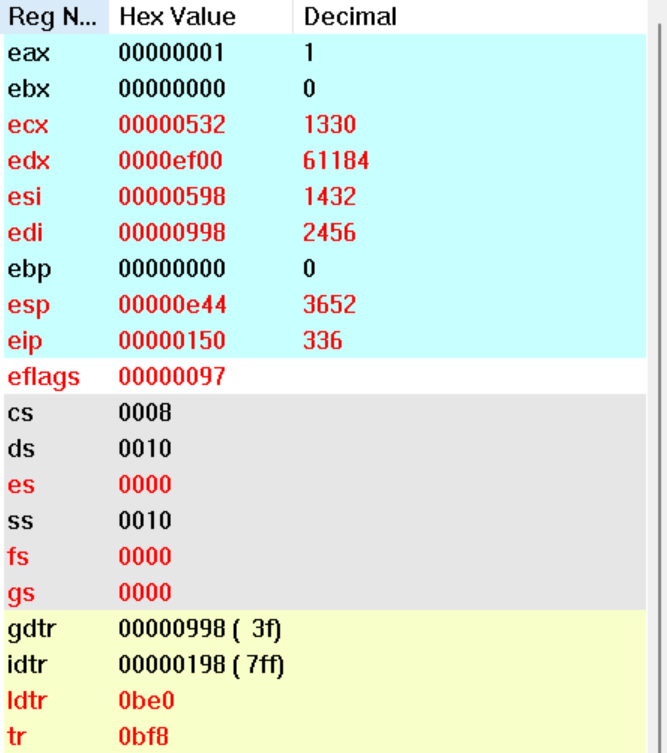 Reg N... Hex Value Decimal
eax 00000001 1
ebx 00000000 0
ecx 00000532 1330
edx 0000ef00 61184
esi 00000598 1432
edi 00000998 2456
ebp 00000000 0
esp 00000e44 3652
eip 00000150 336
eflags 00000097
cs 0008
ds 0010
es 0000
ss 0010
fs 0000
gs 0000
gdtr 00000998 ( 3f)
idtr 00000198 ( 7ff)
ldtr 0be0
tr 0bf8